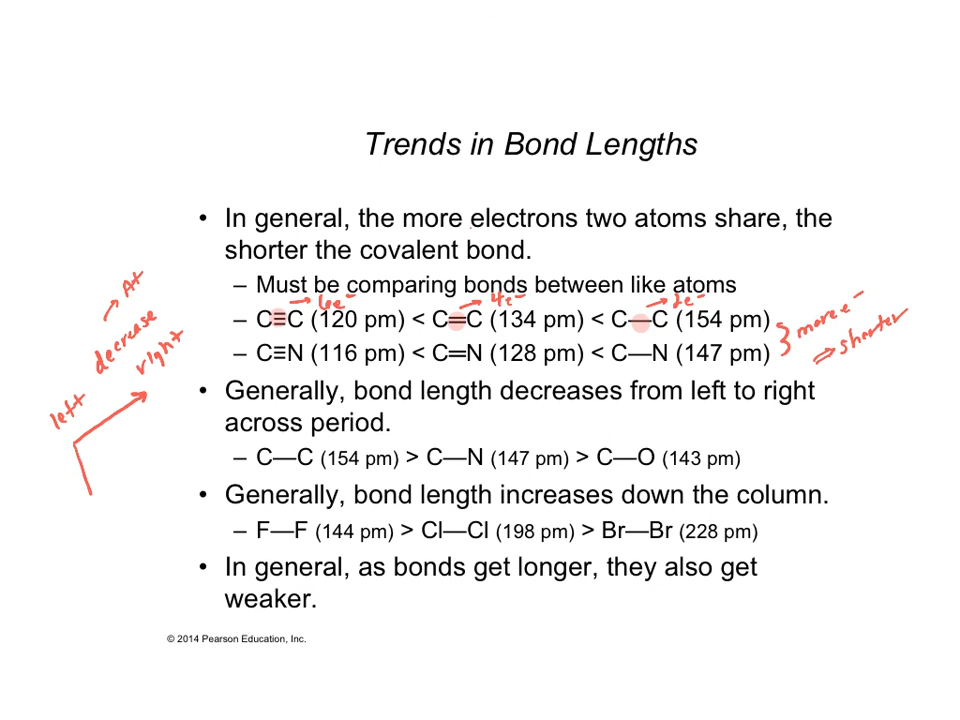 Trends in Bond Lengths
• In general, the more electrons two atoms share, the
shorter the covalent bond.
– Must be comparing bonds between like atoms
→ 6e⁻ → 4e⁻ → 2e⁻
– C≡C (120 pm) < C═C (134 pm) < C—C (154 pm)
– C≡N (116 pm) < C═N (128 pm) < C—N (147 pm)
} more e⁻
⇒ shorter
• Generally, bond length decreases from left to right
across period.
– C—C (154 pm) > C—N (147 pm) > C—O (143 pm)
• Generally, bond length increases down the column.
– F—F (144 pm) > Cl—Cl (198 pm) > Br—Br (228 pm)
• In general, as bonds get longer, they also get
weaker.
left
decrease
right
© 2014 Pearson Education, Inc.